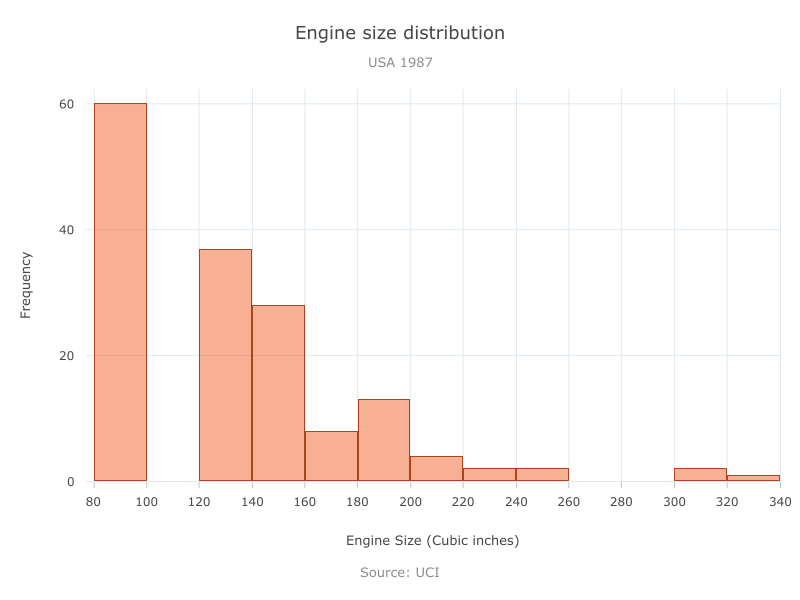 Engine size distribution
USA 1987
60
40
20
0
Frequency
80 100 120 140 160 180 200 220 240 260 280 300 320 340
Engine Size (Cubic inches)
Source: UCI